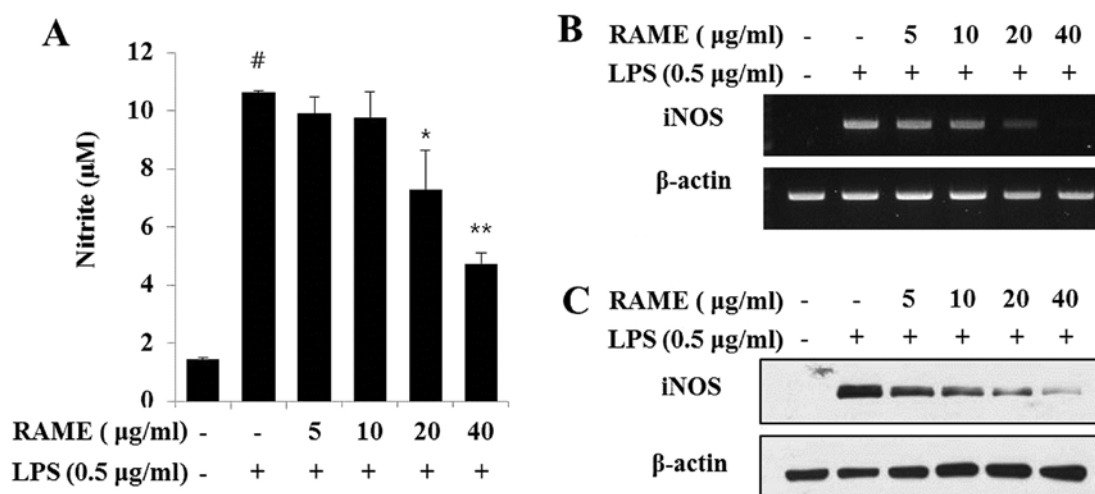 A
12
10
8
6
4
2
0
Nitrite (µM)
#
*
**
RAME ( µg/ml) - - 5 10 20 40
LPS (0.5 µg/ml) - + + + + +
B
RAME ( µg/ml) - - 5 10 20 40
LPS (0.5 µg/ml) - + + + + +
iNOS
β-actin
C
RAME ( µg/ml) - - 5 10 20 40
LPS (0.5 µg/ml) - + + + + +
iNOS
β-actin